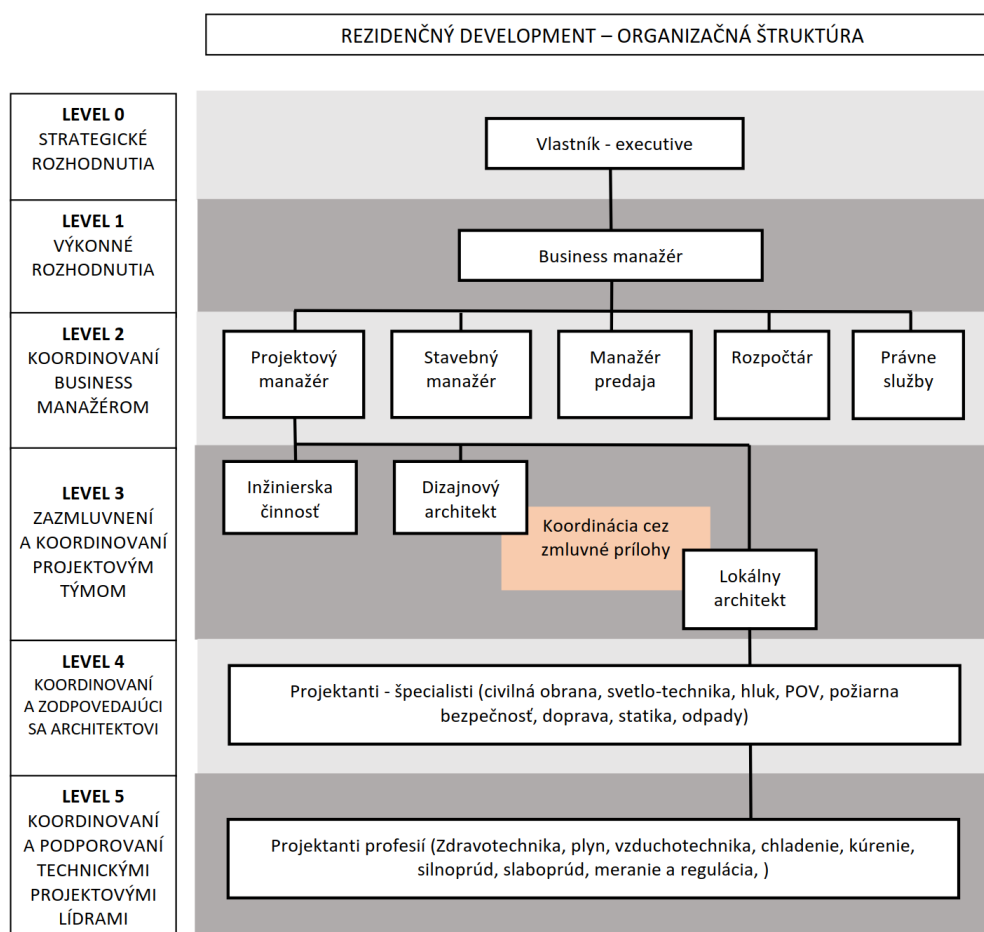 REZIDENČNÝ DEVELOPMENT – ORGANIZAČNÁ ŠTRUKTÚRA
LEVEL 0
STRATEGICKÉ
ROZHODNUTIA
Vlastník - executive
LEVEL 1
VÝKONNÉ
ROZHODNUTIA
Business manažér
LEVEL 2
KOORDINOVANÍ
BUSINESS
MANAŽÉROM
Projektový
manažér
Stavebný
manažér
Manažér
predaja
Rozpočtár
Právne
služby
LEVEL 3
ZAZMLUVNENÍ
A KOORDINOVANÍ
PROJEKTOVÝM
TÝMOM
Inžinierska
činnosť
Dizajnový
architekt
Koordinácia cez
zmluvné prílohy
Lokálny
architekt
LEVEL 4
KOORDINOVANÍ
A ZODPOVEDAJÚCI
SA ARCHITEKTOVI
Projektanti - špecialisti (civilná obrana, svetlo-technika, hluk, POV, požiarna
bezpečnosť, doprava, statika, odpady)
LEVEL 5
KOORDINOVANÍ
A PODPOROVANÍ
TECHNICKÝMI
PROJEKTOVÝMI
LÍDRAMI
Projektanti profesií (Zdravotechnika, plyn, vzduchotechnika, chladenie, kúrenie,
silnoprúd, slaboprúd, meranie a regulácia, )